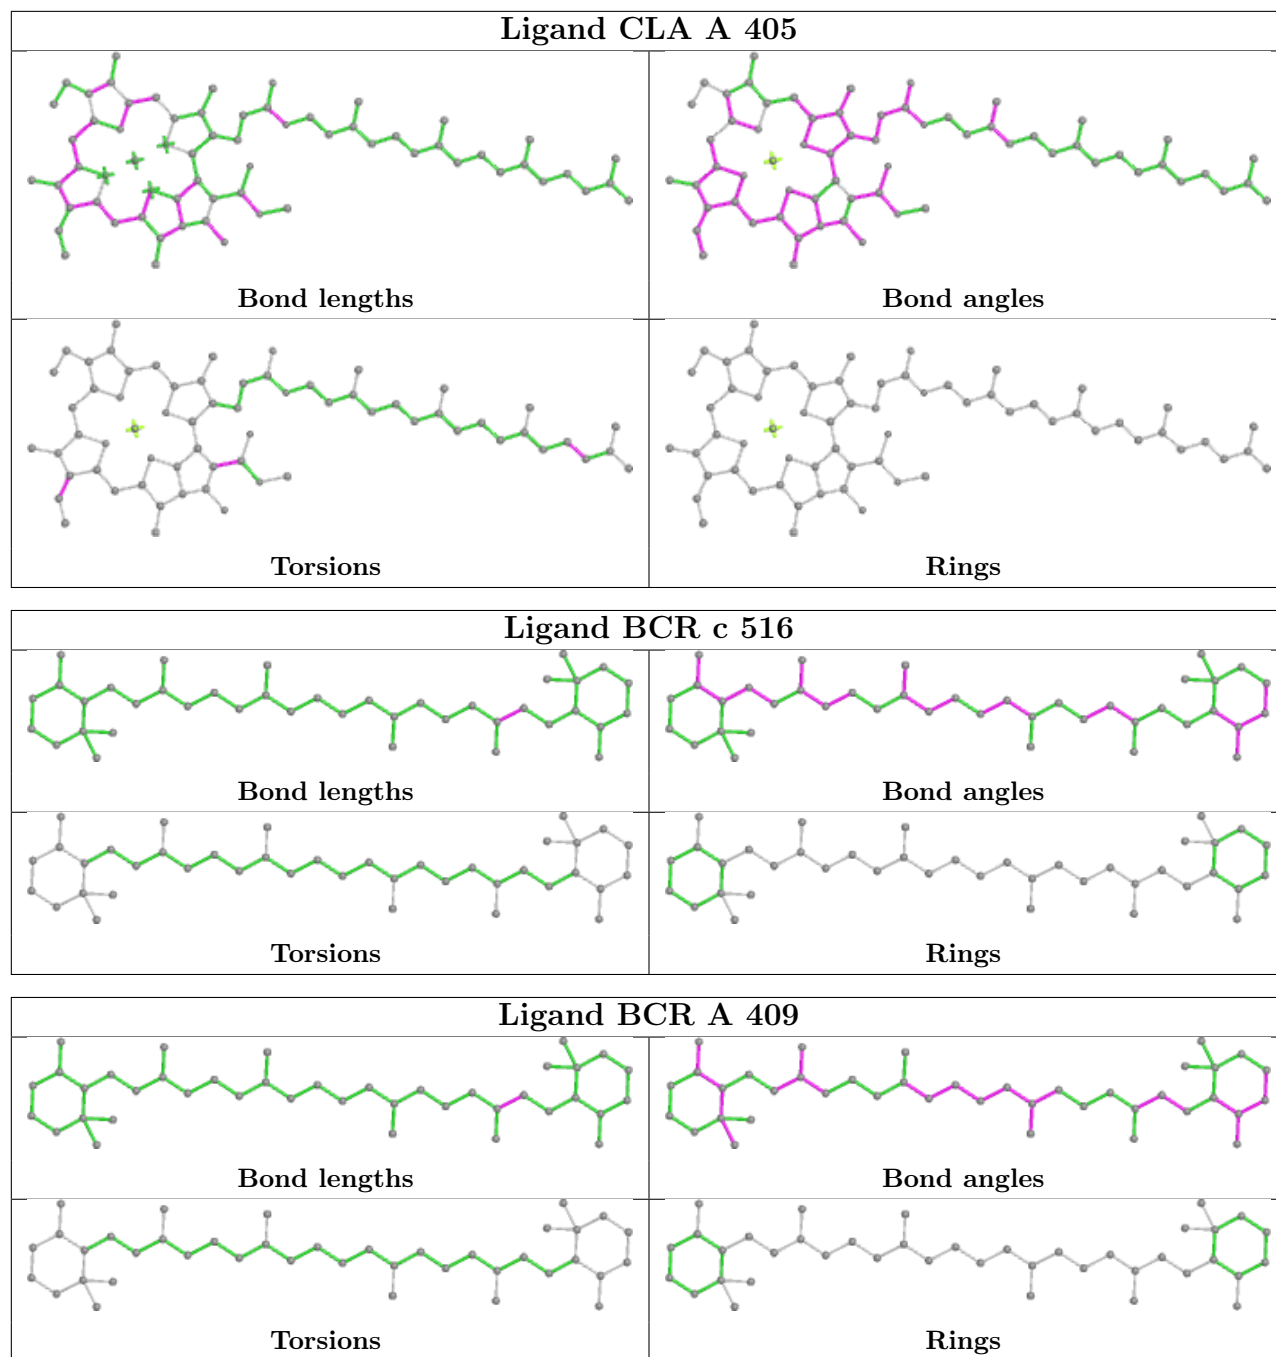 Ligand CLA A 405
Bond lengths
Bond angles
Torsions
Rings
Ligand BCR c 516
Bond lengths
Bond angles
Torsions
Rings
Ligand BCR A 409
Bond lengths
Bond angles
Torsions
Rings